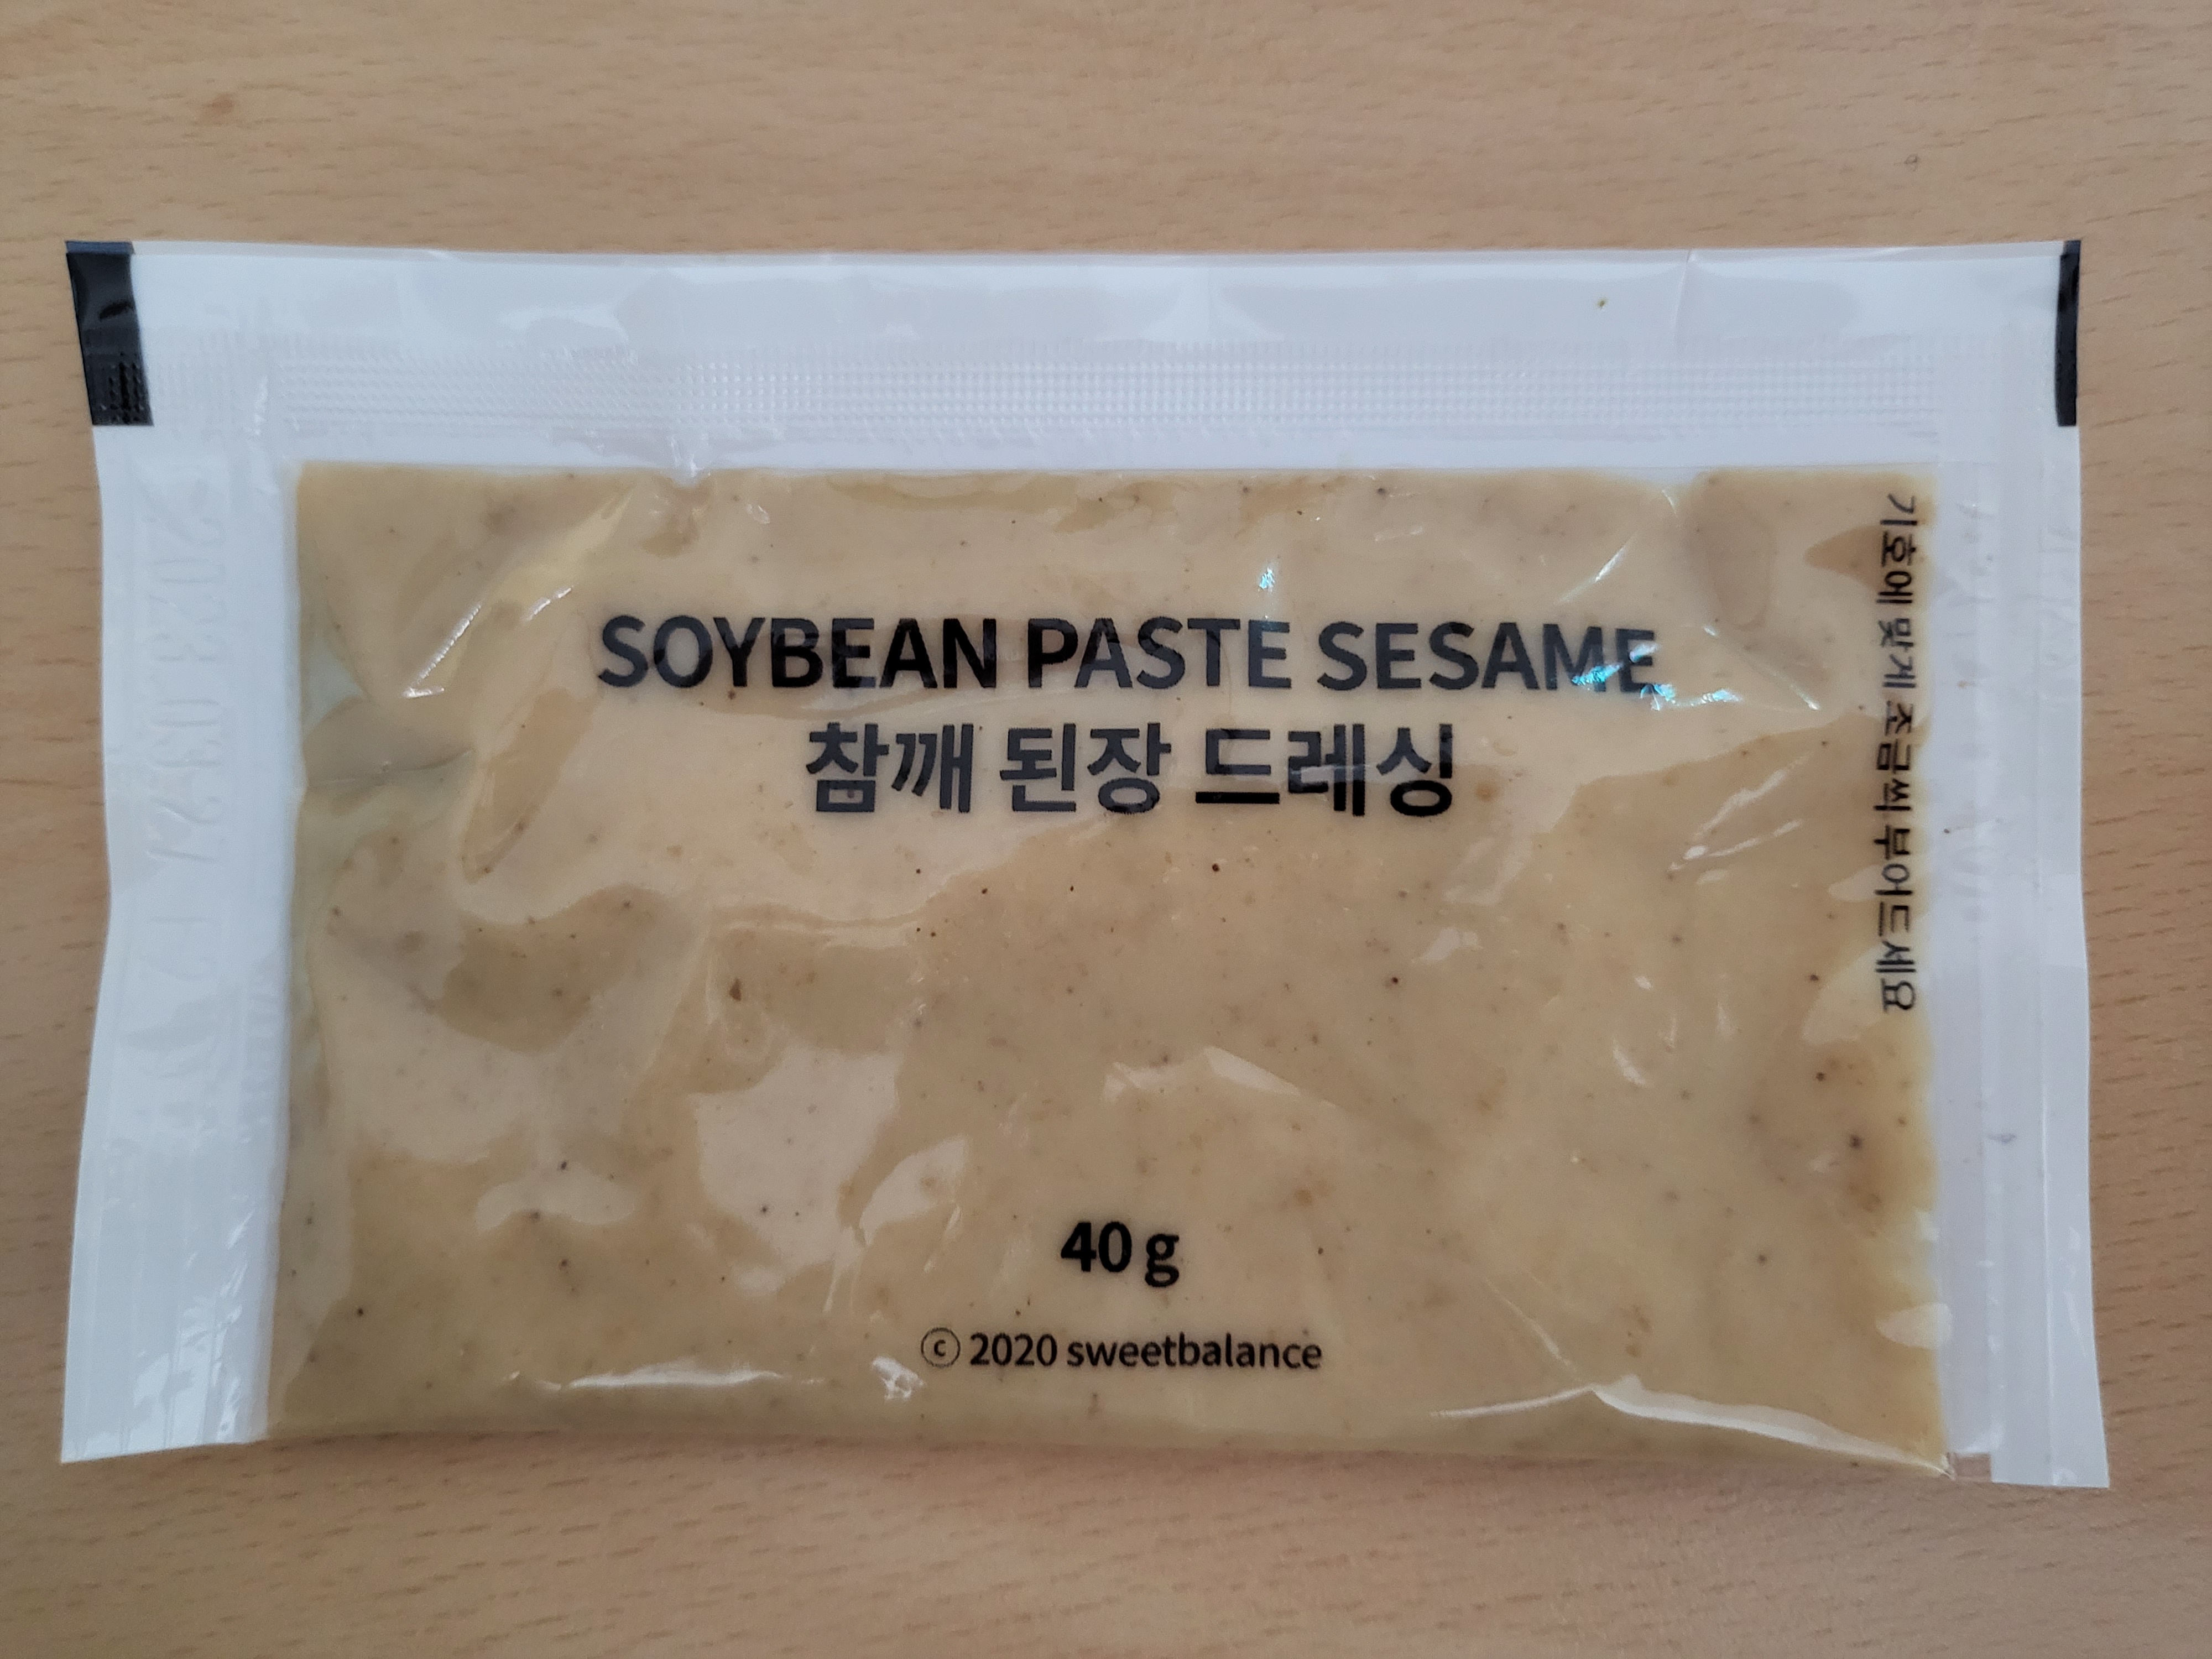 SOYBEAN PASTE SESAME
참깨 된장 드레싱
기호에 맞게 조금씩 부어드세요
40 g
ⓒ 2020 sweetbalance